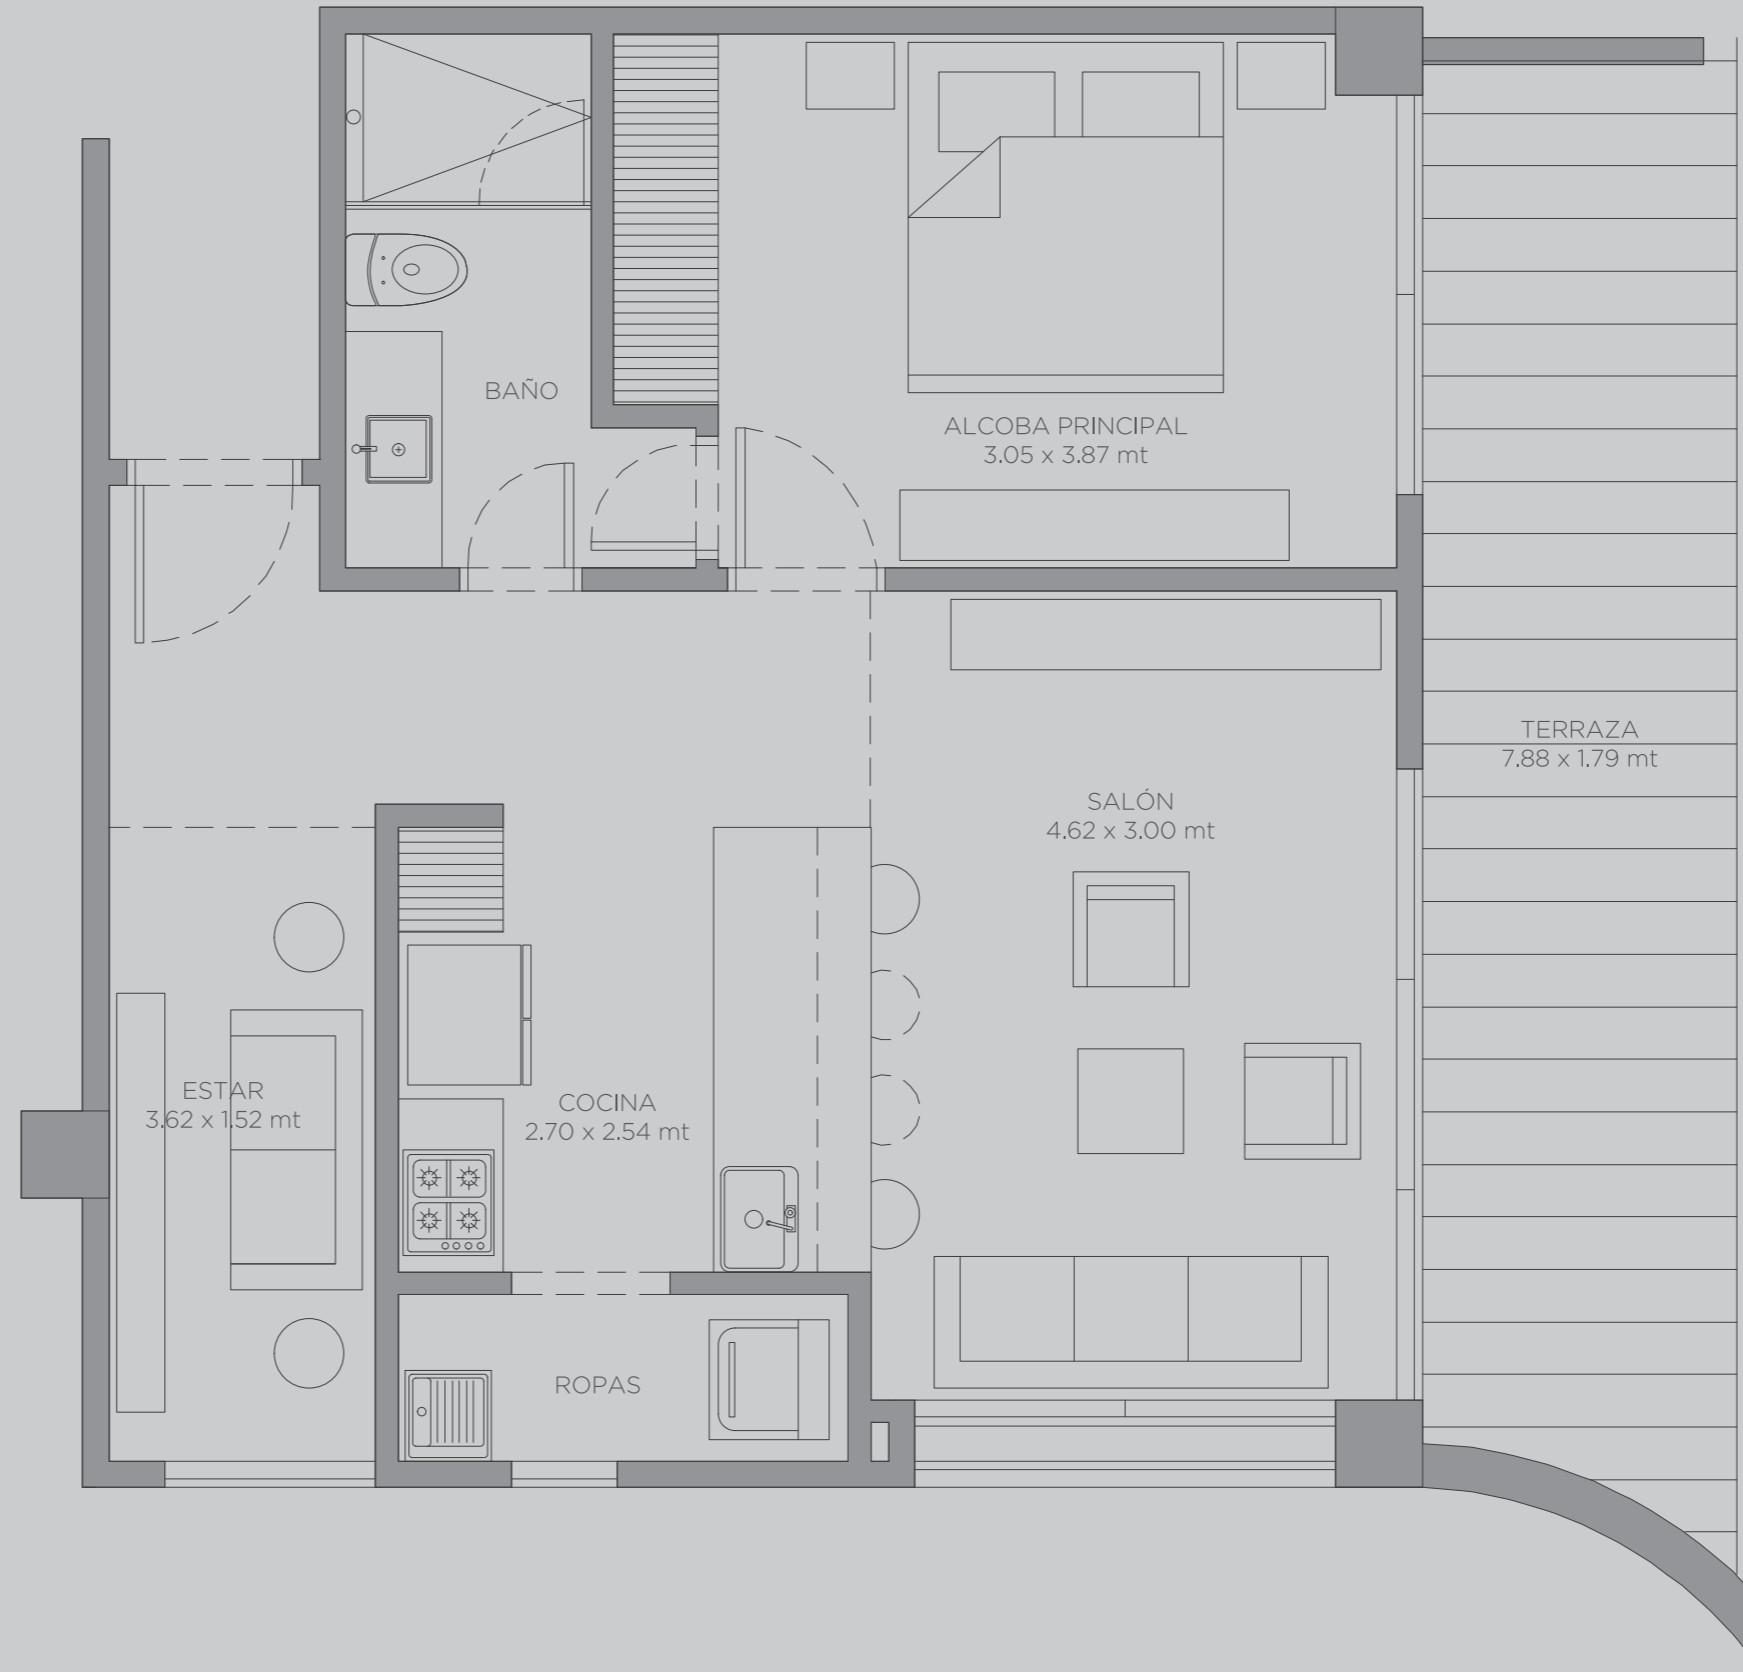 BAÑO
ALCOBA PRINCIPAL
3.05 x 3.87 mt
TERRAZA
7.88 x 1.79 mt
SALÓN
4.62 x 3.00 mt
ESTAR
3.62 x 1.52 mt
COCINA
2.70 x 2.54 mt
ROPAS